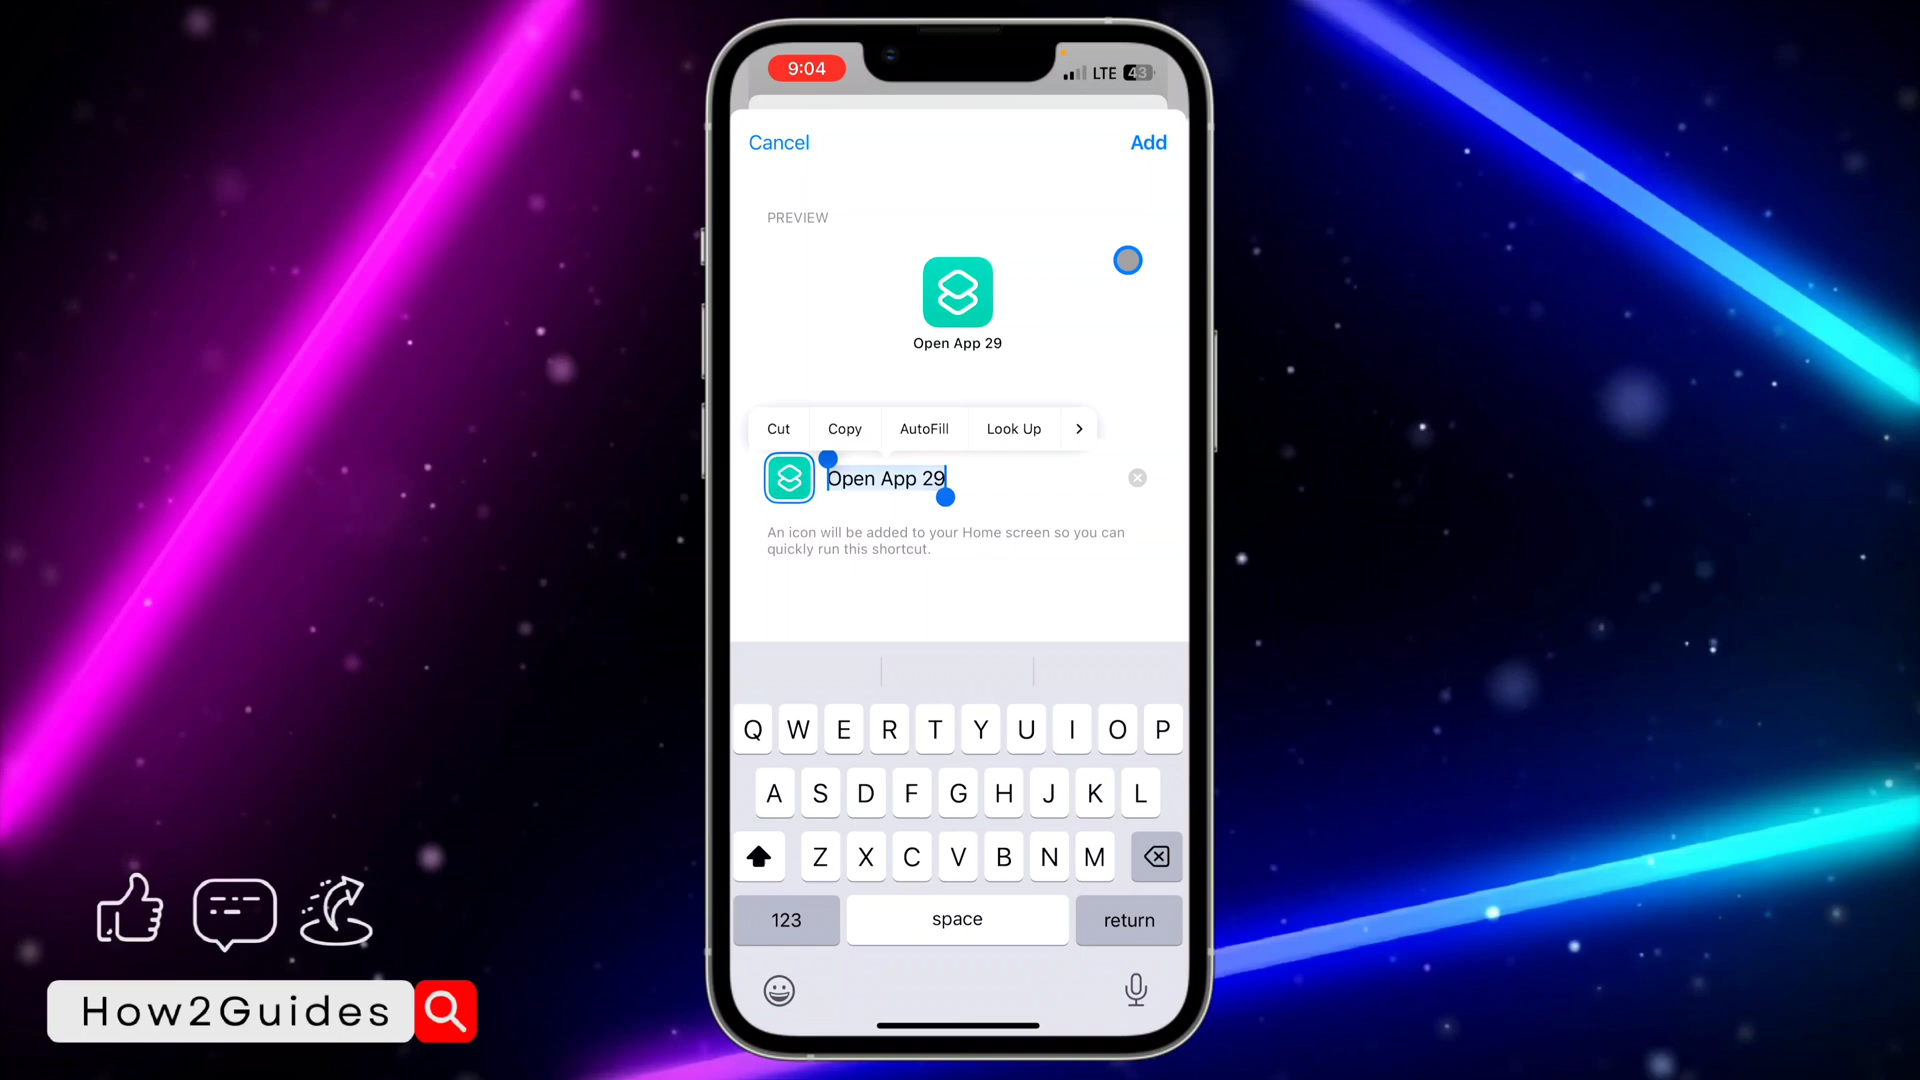 9:04
LTE 43
Cancel
Add
PREVIEW
Open App 29
Cut Copy AutoFill Look Up
Open App 29
An icon will be added to your Home screen so you can
quickly run this shortcut.
Q W E R T Y U I O P
A S D F G H J K L
Z X C V B N M
123 space return
How2Guides